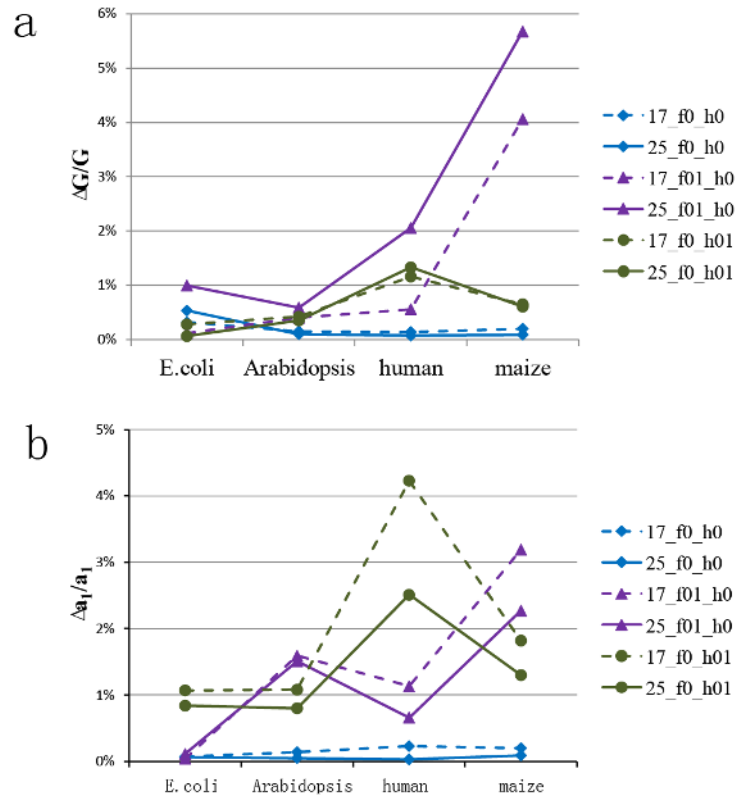 a
6%
5%
4%
3%
2%
1%
0%
ΔG/G
E.coli Arabidopsis human maize
17_f0_h0
25_f0_h0
17_f01_h0
25_f01_h0
17_f0_h01
25_f0_h01
b
5%
4%
3%
2%
1%
0%
Δa₁/a₁
E.coli Arabidopsis human maize
17_f0_h0
25_f0_h0
17_f01_h0
25_f01_h0
17_f0_h01
25_f0_h01